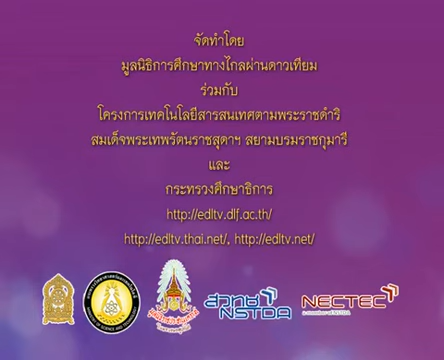 จัดทำโดย
มูลนิธิการศึกษาทางไกลผ่านดาวเทียม
ร่วมกับ
โครงการเทคโนโลยีสารสนเทศตามพระราชดำริ
สมเด็จพระเทพรัตนราชสุดาฯ สยามบรมราชกุมารี
และ
กระทรวงศึกษาธิการ
http://edltv.dlf.ac.th/
http://edltv.thai.net/, http://edltv.net/
สวทช
NSTDA
NECTEC
a member of NSTDA